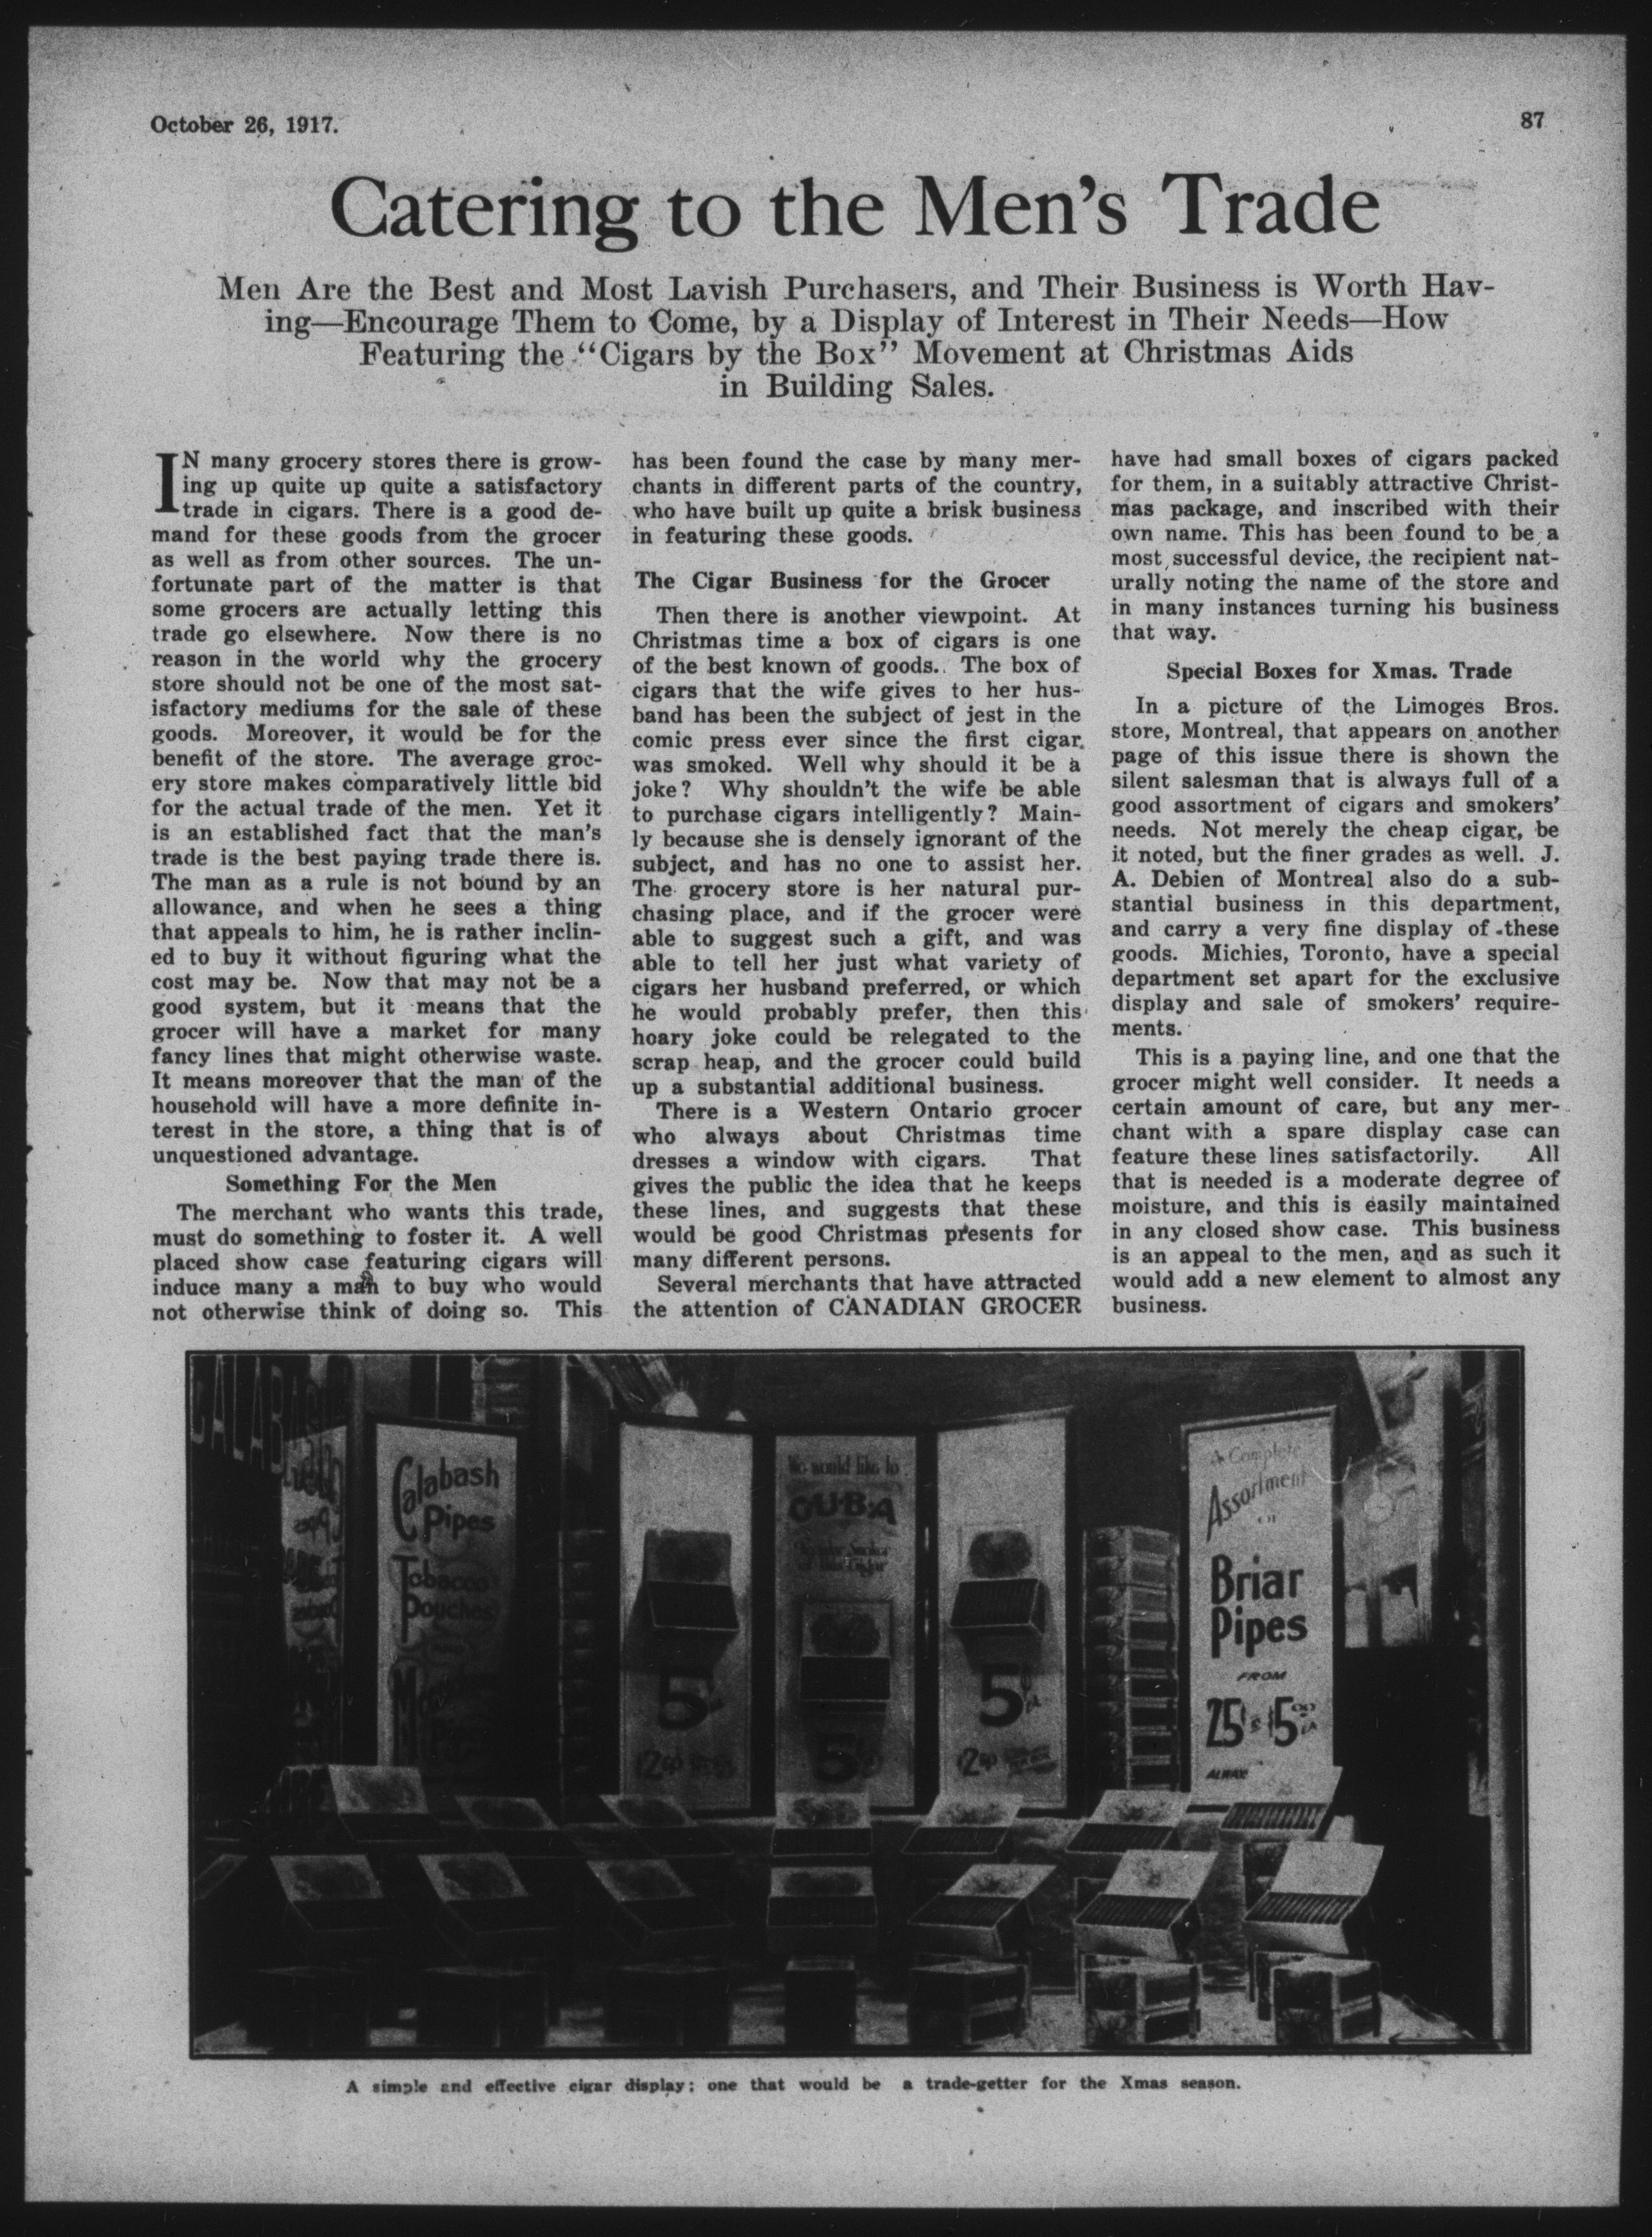 October 26, 1917.
87
Catering to the Men's Trade
Men Are the Best and Most Lavish Purchasers, and Their Business is Worth Hav-
ing—Encourage Them to Come, by a Display of Interest in Their Needs—How
Featuring the "Cigars by the Box" Movement at Christmas Aids
in Building Sales.
IN many grocery stores there is grow-
ing up quite up quite a satisfactory
trade in cigars. There is a good de-
mand for these goods from the grocer
as well as from other sources. The un-
fortunate part of the matter is that
some grocers are actually letting this
trade go elsewhere. Now there is no
reason in the world why the grocery
store should not be one of the most sat-
isfactory mediums for the sale of these
goods. Moreover, it would be for the
benefit of the store. The average groc-
ery store makes comparatively little bid
for the actual trade of the men. Yet it
is an established fact that the man's
trade is the best paying trade there is.
The man as a rule is not bound by an
allowance, and when he sees a thing
that appeals to him, he is rather inclin-
ed to buy it without figuring what the
cost may be. Now that may not be a
good system, but it means that the
grocer will have a market for many
fancy lines that might otherwise waste.
It means moreover that the man of the
household will have a more definite in-
terest in the store, a thing that is of
unquestioned advantage.
Something For the Men
The merchant who wants this trade,
must do something to foster it. A well
placed show case featuring cigars will
induce many a man to buy who would
not otherwise think of doing so. This
has been found the case by many mer-
chants in different parts of the country,
who have built up quite a brisk business
in featuring these goods.
The Cigar Business for the Grocer
Then there is another viewpoint. At
Christmas time a box of cigars is one
of the best known of goods. The box of
cigars that the wife gives to her hus-
band has been the subject of jest in the
comic press ever since the first cigar
was smoked. Well why should it be a
joke? Why shouldn't the wife be able
to purchase cigars intelligently? Main-
ly because she is densely ignorant of the
subject, and has no one to assist her.
The grocery store is her natural pur-
chasing place, and if the grocer were
able to suggest such a gift, and was
able to tell her just what variety of
cigars her husband preferred, or which
he would probably prefer, then this
hoary joke could be relegated to the
scrap heap, and the grocer could build
up a substantial additional business.
There is a Western Ontario grocer
who always about Christmas time
dresses a window with cigars. That
gives the public the idea that he keeps
these lines, and suggests that these
would be good Christmas presents for
many different persons.
Several merchants that have attracted
the attention of CANADIAN GROCER
have had small boxes of cigars packed
for them, in a suitably attractive Christ-
mas package, and inscribed with their
own name. This has been found to be a
most successful device, the recipient nat-
urally noting the name of the store and
in many instances turning his business
that way.
Special Boxes for Xmas. Trade
In a picture of the Limoges Bros.
store, Montreal, that appears on another
page of this issue there is shown the
silent salesman that is always full of a
good assortment of cigars and smokers'
needs. Not merely the cheap cigar, be
it noted, but the finer grades as well. J.
A. Debien of Montreal also do a sub-
stantial business in this department,
and carry a very fine display of these
goods. Michies, Toronto, have a special
department set apart for the exclusive
display and sale of smokers' require-
ments.
This is a paying line, and one that the
grocer might well consider. It needs a
certain amount of care, but any mer-
chant with a spare display case can
feature these lines satisfactorily. All
that is needed is a moderate degree of
moisture, and this is easily maintained
in any closed show case. This business
is an appeal to the men, and as such it
would add a new element to almost any
business.
Calabash
Pipes
Tobacco
Pouches
5
We would like to
CUBA
5
5
A Complete
Assortment
OF
Briar
Pipes
FROM
25¢ to $5.00
A simple and effective cigar display; one that would be a trade-getter for the Xmas season.